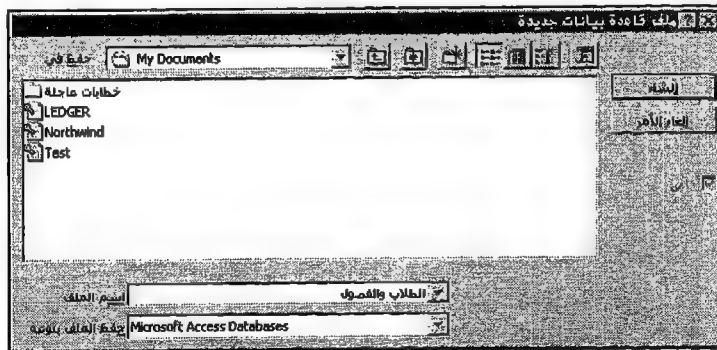 ملف قاعدة بيانات جديدة
حفظ في: My Documents
خطابات عاجلة
LEDGER
Northwind
Test
إنشاء
إلغاء الأمر
اسم الملف
الطلاب والفصول
حفظ الملف بنوعية
Microsoft Access Databases